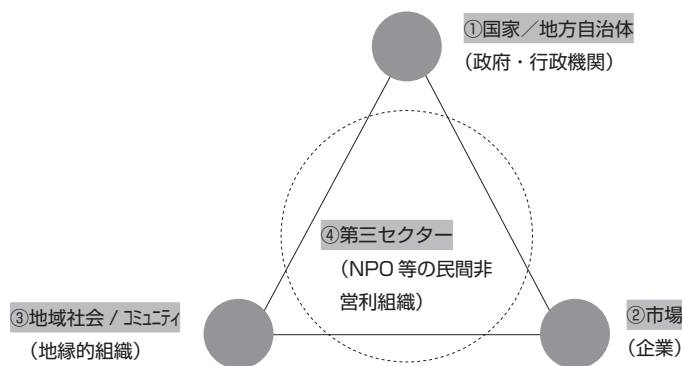 ①国家／地方自治体
（政府・行政機関）
④第三セクター
（NPO 等の民間非
営利組織）
③地域社会 / コミュニティ
（地縁的組織）
②市場
（企業）